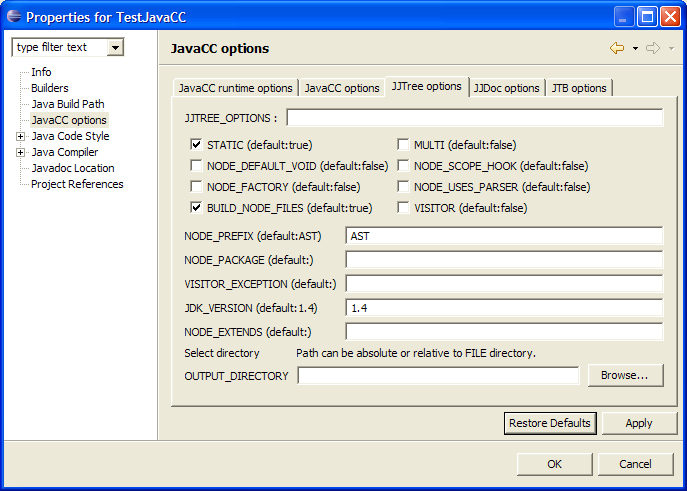 Properties for TestJavaCC
type filter text
JavaCC options
Info
Builders
Java Build Path
JavaCC options
Java Code Style
Java Compiler
Javadoc Location
Project References
JavaCC runtime options
JavaCC options
JJTree options
JJDoc options
JTB options
JJTREE_OPTIONS :
STATIC (default:true)
MULTI (default:false)
NODE_DEFAULT_VOID (default:false)
NODE_SCOPE_HOOK (default:false)
NODE_FACTORY (default:false)
NODE_USES_PARSER (default:false)
BUILD_NODE_FILES (default:true)
VISITOR (default:false)
NODE_PREFIX (default:AST)
AST
NODE_PACKAGE (default:)
VISITOR_EXCEPTION (default:)
JDK_VERSION (default:1.4)
1.4
NODE_EXTENDS (default:)
Select directory
Path can be absolute or relative to FILE directory.
OUTPUT_DIRECTORY
Browse...
Restore Defaults
Apply
OK
Cancel